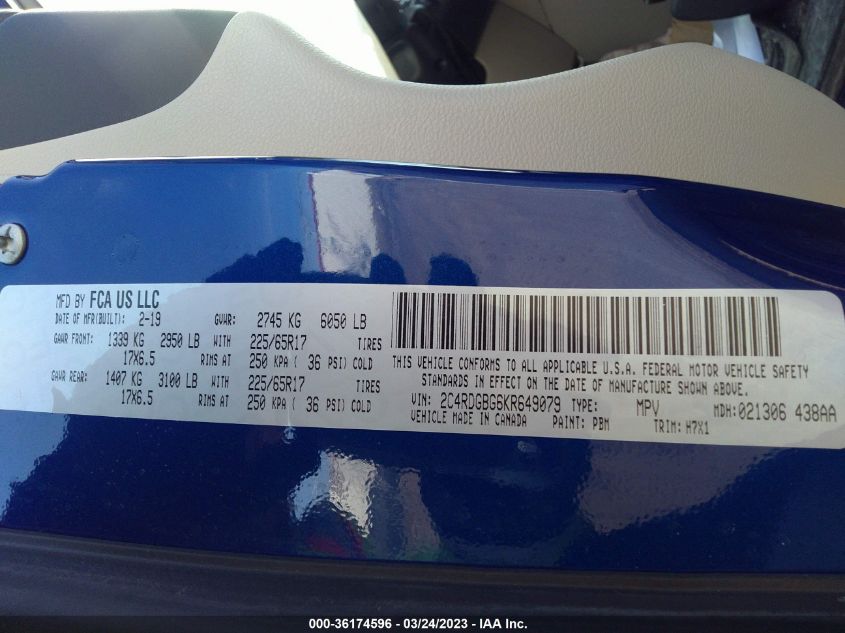 MFD BY FCA US LLC
DATE OF MFR(BUILT): 2-19 GVWR: 2745 KG 6050 LB
GAWR FRONT: 1339 KG 2950 LB WITH 225/65R17 TIRES
17X6.5 RIMS AT 250 KPA ( 36 PSI) COLD
GAWR REAR: 1407 KG 3100 LB WITH 225/65R17 TIRES
17X6.5 RIMS AT 250 KPA ( 36 PSI) COLD
THIS VEHICLE CONFORMS TO ALL APPLICABLE U.S.A. FEDERAL MOTOR VEHICLE SAFETY
STANDARDS IN EFFECT ON THE DATE OF MANUFACTURE SHOWN ABOVE.
VIN: 2C4RDGBG6KR649079 TYPE: MPV MDH:021306 438AA
VEHICLE MADE IN CANADA PAINT: PBM TRIM: H7X1
000-36174596 - 03/24/2023 - IAA Inc.